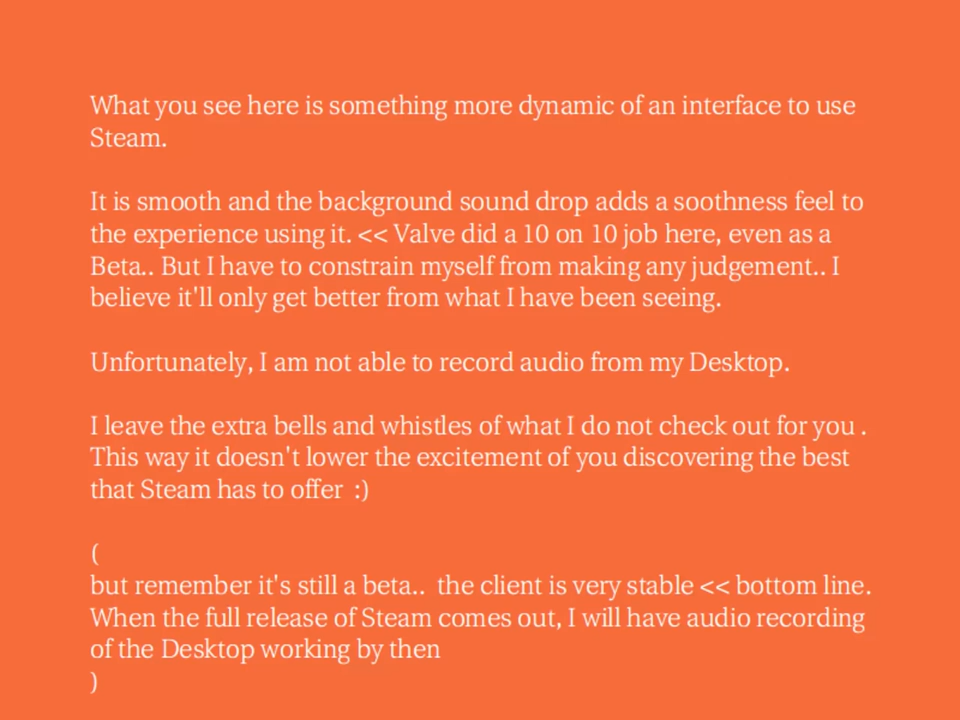 What you see here is something more dynamic of an interface to use
Steam.
It is smooth and the background sound drop adds a soothness feel to
the experience using it. << Valve did a 10 on 10 job here, even as a
Beta.. But I have to constrain myself from making any judgement.. I
believe it'll only get better from what I have been seeing.
Unfortunately, I am not able to record audio from my Desktop.
I leave the extra bells and whistles of what I do not check out for you .
This way it doesn't lower the excitement of you discovering the best
that Steam has to offer  :)
(
but remember it's still a beta..  the client is very stable << bottom line.
When the full release of Steam comes out, I will have audio recording
of the Desktop working by then
)